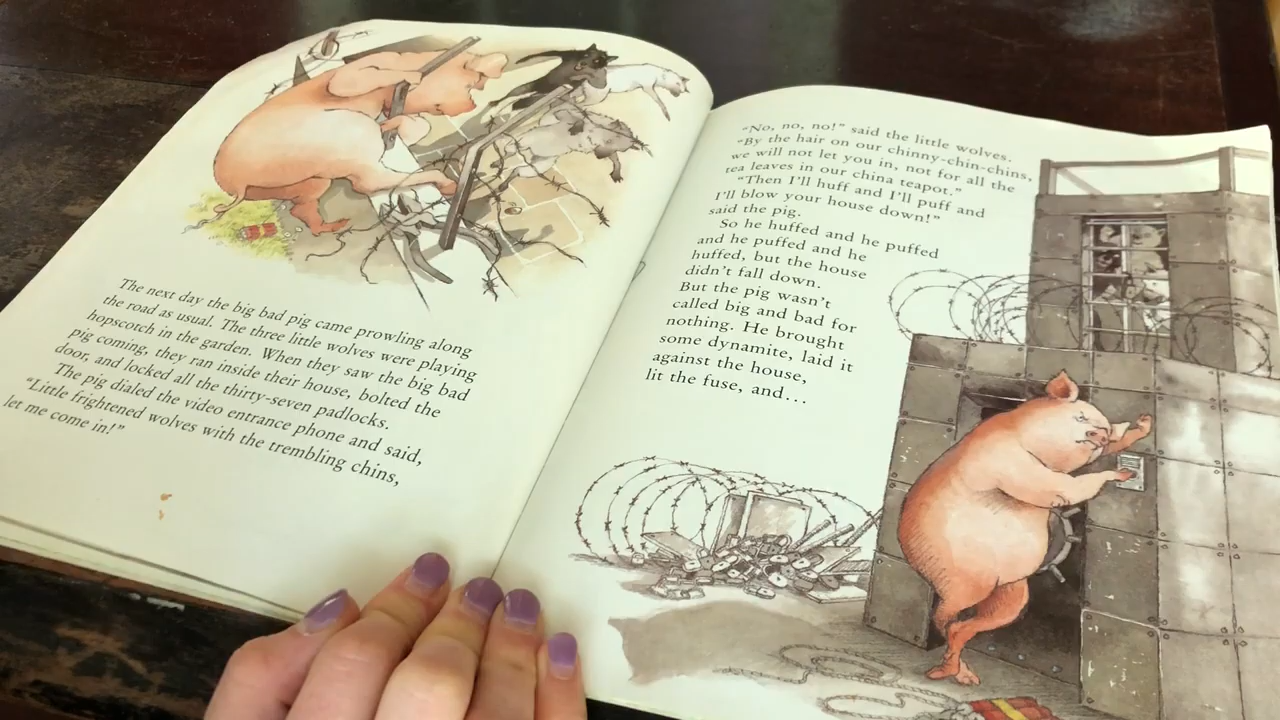 The next day the big bad pig came prowling along
the road as usual. The three little wolves were playing
hopscotch in the garden. When they saw the big bad
pig coming, they ran inside their house, bolted the
door, and locked all the thirty-seven padlocks.
The pig dialed the video entrance phone and said,
“Little frightened wolves with the trembling chins,
let me come in!”
“No, no, no!” said the little wolves.
“By the hair on our chinny-chin-chins,
we will not let you in, not for all the
tea leaves in our china teapot.”
“Then I’ll huff and I’ll puff and
I’ll blow your house down!”
said the pig.
So he huffed and he puffed
and he puffed and he
huffed, but the house
didn’t fall down.
But the pig wasn’t
called big and bad for
nothing. He brought
some dynamite, laid it
against the house,
lit the fuse, and...